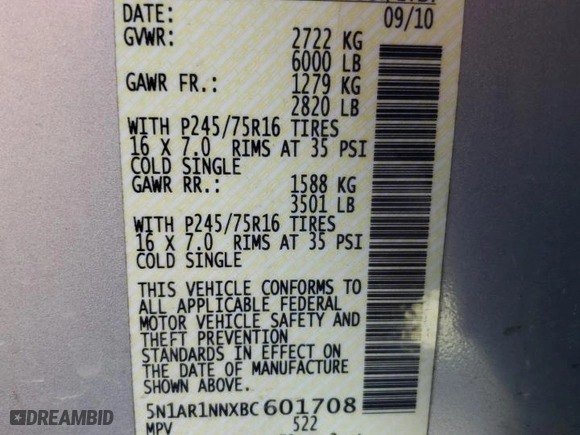 DATE: 09/10
GVWR: 2722 KG
6000 LB
GAWR FR.: 1279 KG
2820 LB
WITH P245/75R16 TIRES
16 X 7.0 RIMS AT 35 PSI
COLD SINGLE
GAWR RR.: 1588 KG
3501 LB
WITH P245/75R16 TIRES
16 X 7.0 RIMS AT 35 PSI
COLD SINGLE
THIS VEHICLE CONFORMS TO
ALL APPLICABLE FEDERAL
MOTOR VEHICLE SAFETY AND
THEFT PREVENTION
STANDARDS IN EFFECT ON
THE DATE OF MANUFACTURE
SHOWN ABOVE.
5N1AR1NNXBC601708
MPV 522
DREAMBID